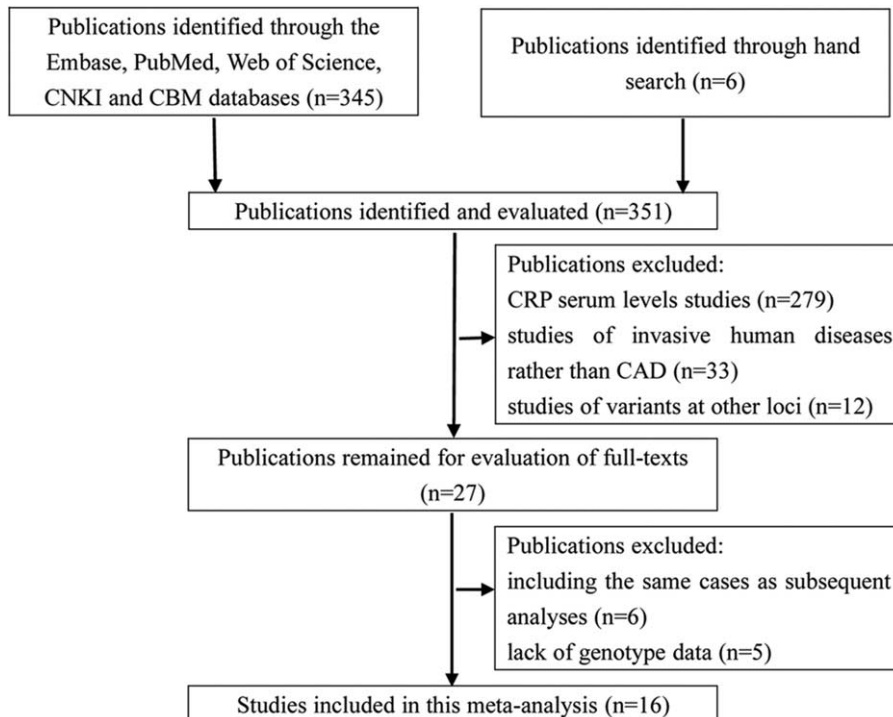 Publications identified through the
Embase, PubMed, Web of Science,
CNKI and CBM databases (n=345)
Publications identified through hand
search (n=6)
Publications identified and evaluated (n=351)
Publications excluded:
CRP serum levels studies (n=279)
studies of invasive human diseases
rather than CAD (n=33)
studies of variants at other loci (n=12)
Publications remained for evaluation of full-texts
(n=27)
Publications excluded:
including the same cases as subsequent
analyses (n=6)
lack of genotype data (n=5)
Studies included in this meta-analysis (n=16)